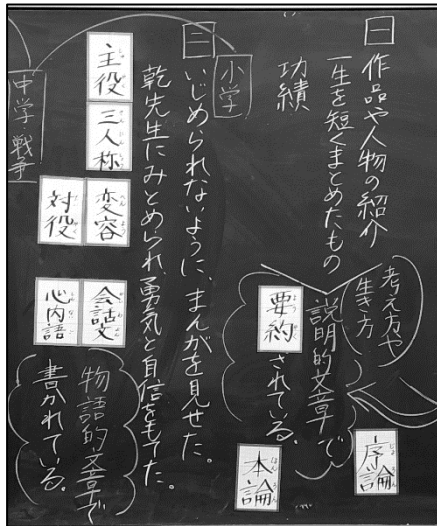 一
作品や人物の紹介
一生を短くまとめたもの
功績
考え方や
生き方
説明的文章で
要約されている。
序論
本論
二
小学
いじめられないように、まんがを見せた。
乾先生にみとめられ、勇気と自信をもてた。
主役
三人称
変容
対役
会話文
心内語
物語的文章で
書かれている。
中学 戦争